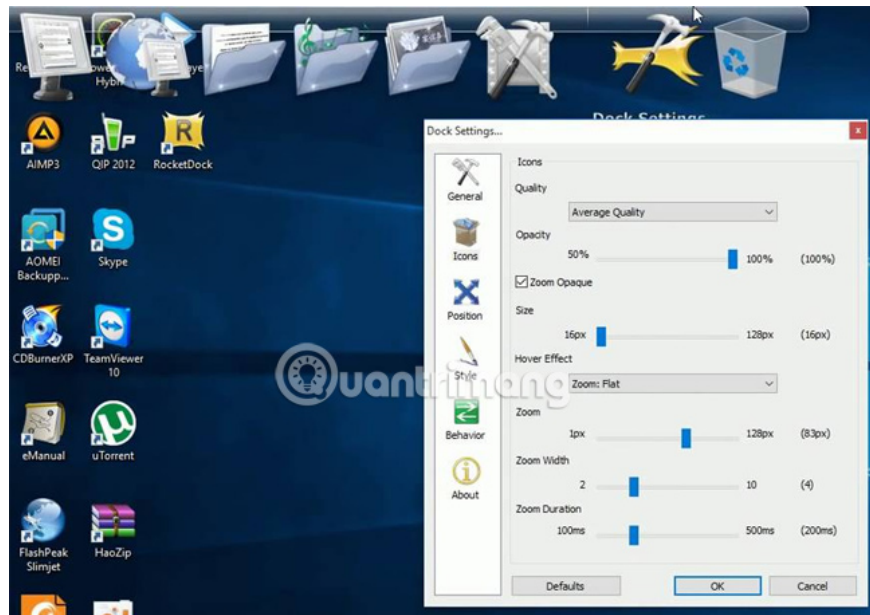 Dock Settings
AIMP3
QIP 2012
RocketDock
AOMEI
Backupp...
Skype
CDBurnerXP
TeamViewer
10
eManual
uTorrent
FlashPeak
Slimjet
HaoZip
Dock Settings...
General
Icons
Position
Style
Behavior
About
Icons
Quality
Average Quality
Opacity
50% 100% (100%)
Zoom Opaque
Size
16px 128px (16px)
Hover Effect
Zoom: Flat
Zoom
1px 128px (83px)
Zoom Width
2 10 (4)
Zoom Duration
100ms 500ms (200ms)
Defaults OK Cancel
uantrimang